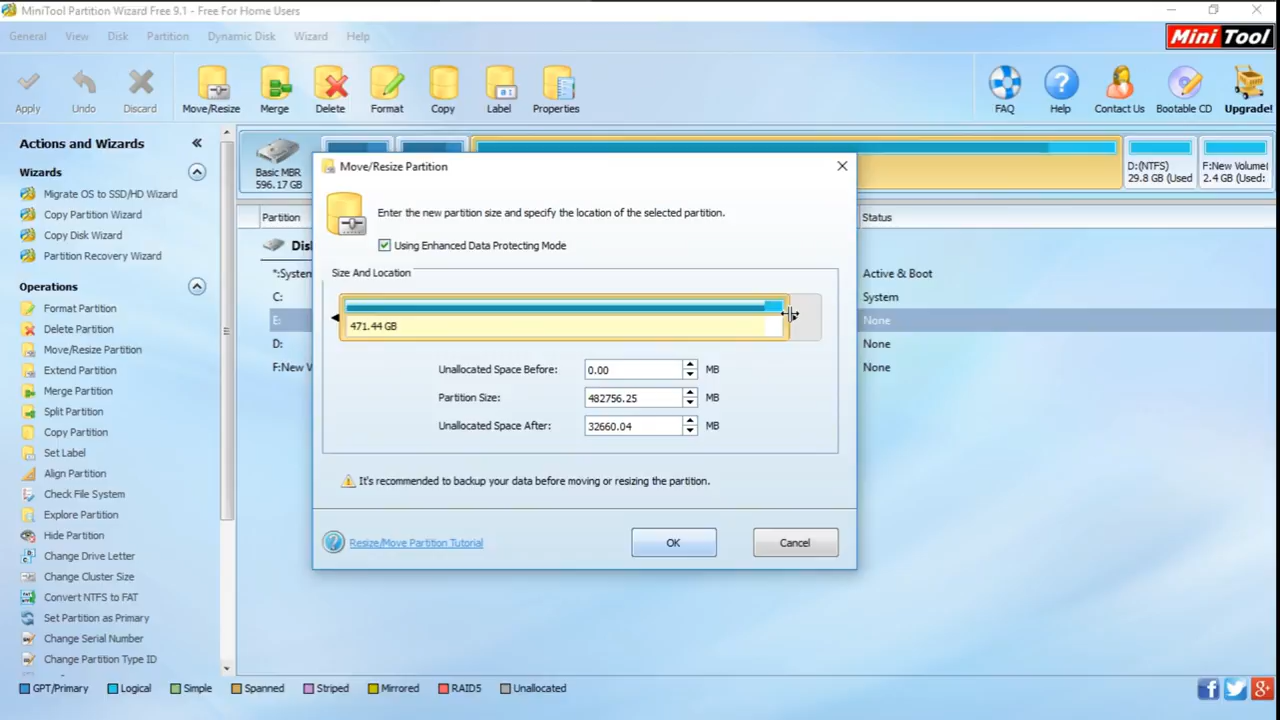 MiniTool Partition Wizard Free 9.1 - Free For Home Users
General View Disk Partition Dynamic Disk Wizard Help
Mini Tool
Apply Undo Discard Move/Resize Merge Delete Format Copy Label Properties FAQ Help Contact Us Bootable CD Upgrade!
Actions and Wizards
Wizards
Migrate OS to SSD/HD Wizard
Copy Partition Wizard
Copy Disk Wizard
Partition Recovery Wizard
Operations
Format Partition
Delete Partition
Move/Resize Partition
Extend Partition
Merge Partition
Split Partition
Copy Partition
Set Label
Align Partition
Check File System
Explore Partition
Hide Partition
Change Drive Letter
Change Cluster Size
Convert NTFS to FAT
Set Partition as Primary
Change Serial Number
Change Partition Type ID
Basic MBR
596.17 GB
D:(NTFS)
29.8 GB (Used
F:New Volume(
2.4 GB (Used:
Partition
Status
Disk
*:System
Active & Boot
C:
System
E:
None
D:
None
F:New V
None
Move/Resize Partition
Enter the new partition size and specify the location of the selected partition.
Using Enhanced Data Protecting Mode
Size And Location
471.44 GB
Unallocated Space Before: 0.00 MB
Partition Size: 482756.25 MB
Unallocated Space After: 32660.04 MB
It's recommended to backup your data before moving or resizing the partition.
Resize/Move Partition Tutorial
OK
Cancel
GPT/Primary Logical Simple Spanned Striped Mirrored RAID5 Unallocated